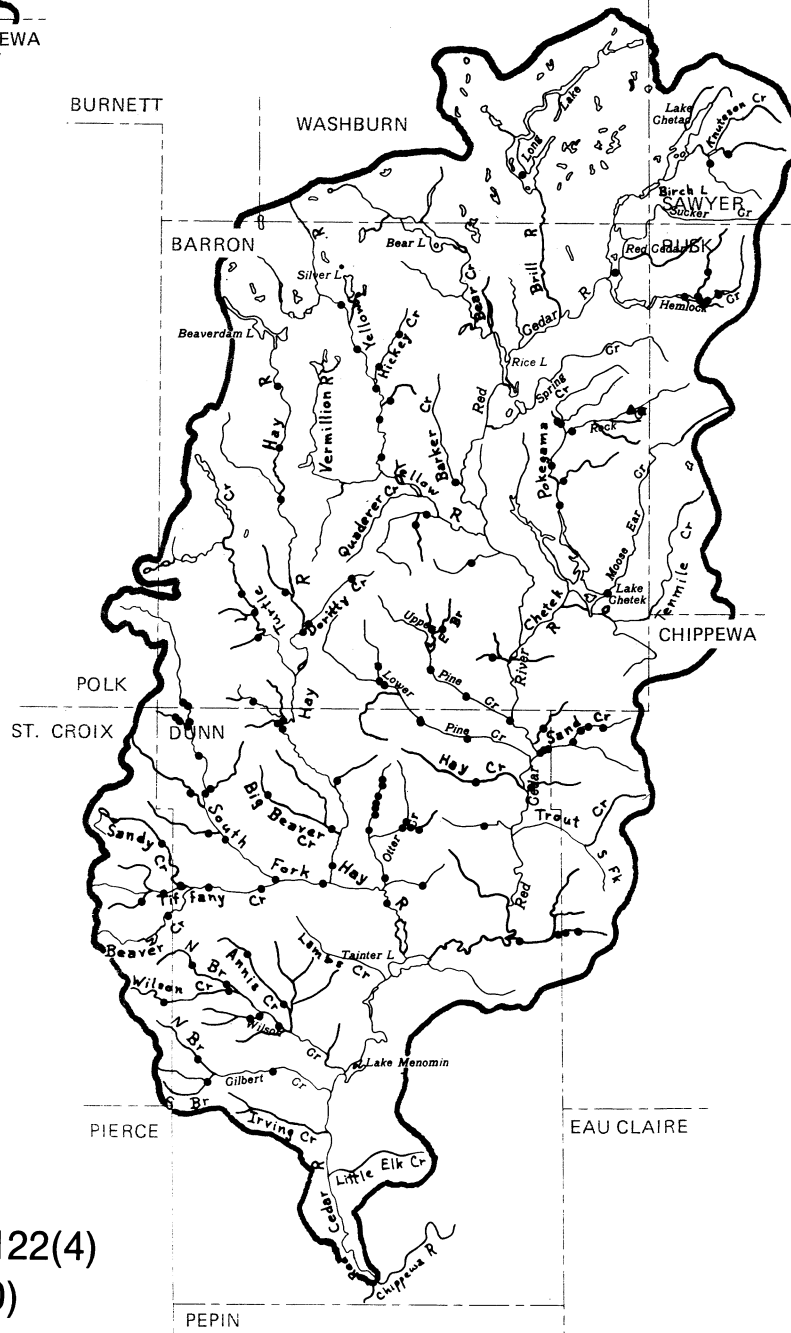 EWA
BURNETT
WASHBURN
Lake
Chetac
Knuteson Cr
Long Lake
Birch L
SAWYER
Sucker Cr
BARRON
R
Bear L
Brill R
Red Cedar
RUSK
Silver L
Bear Cr
R
Hemlock Cr
Yellow
Hickey Cr
Cedar
Beaverdam L
Rice L
Cr
Spring
Cr
Hay R
Vermillion R
Barker Cr
Red
Rock
Pokegama
Quaderer Cr
Yellow R
Cr
Moose Ear Cr
Tenmile Cr
Turtle
R
Doritty Cr
Lake
Chetek
Chetek R
Upper
Br
CHIPPEWA
River
POLK
Hay
Lower
Pine Cr
ST. CROIX
DUNN
Pine Cr
Sand Cr
Hay Cr
Cedar
Big Beaver
Cr
Trout Cr
South
Sandy Cr
Otter Cr
S Fk
Fork
Hay
R
Red
Tiffany Cr
Beaver Cr
N Br
Annis Cr
Lambs Cr
Tainter L
Wilson Cr
N Br
Wilson
Cr
Lake Menomin
Gilbert Cr
S Br
PIERCE
Irving Cr
EAU CLAIRE
R
Little Elk Cr
Cedar
Red
122(4)
Chippewa R
)
PEPIN